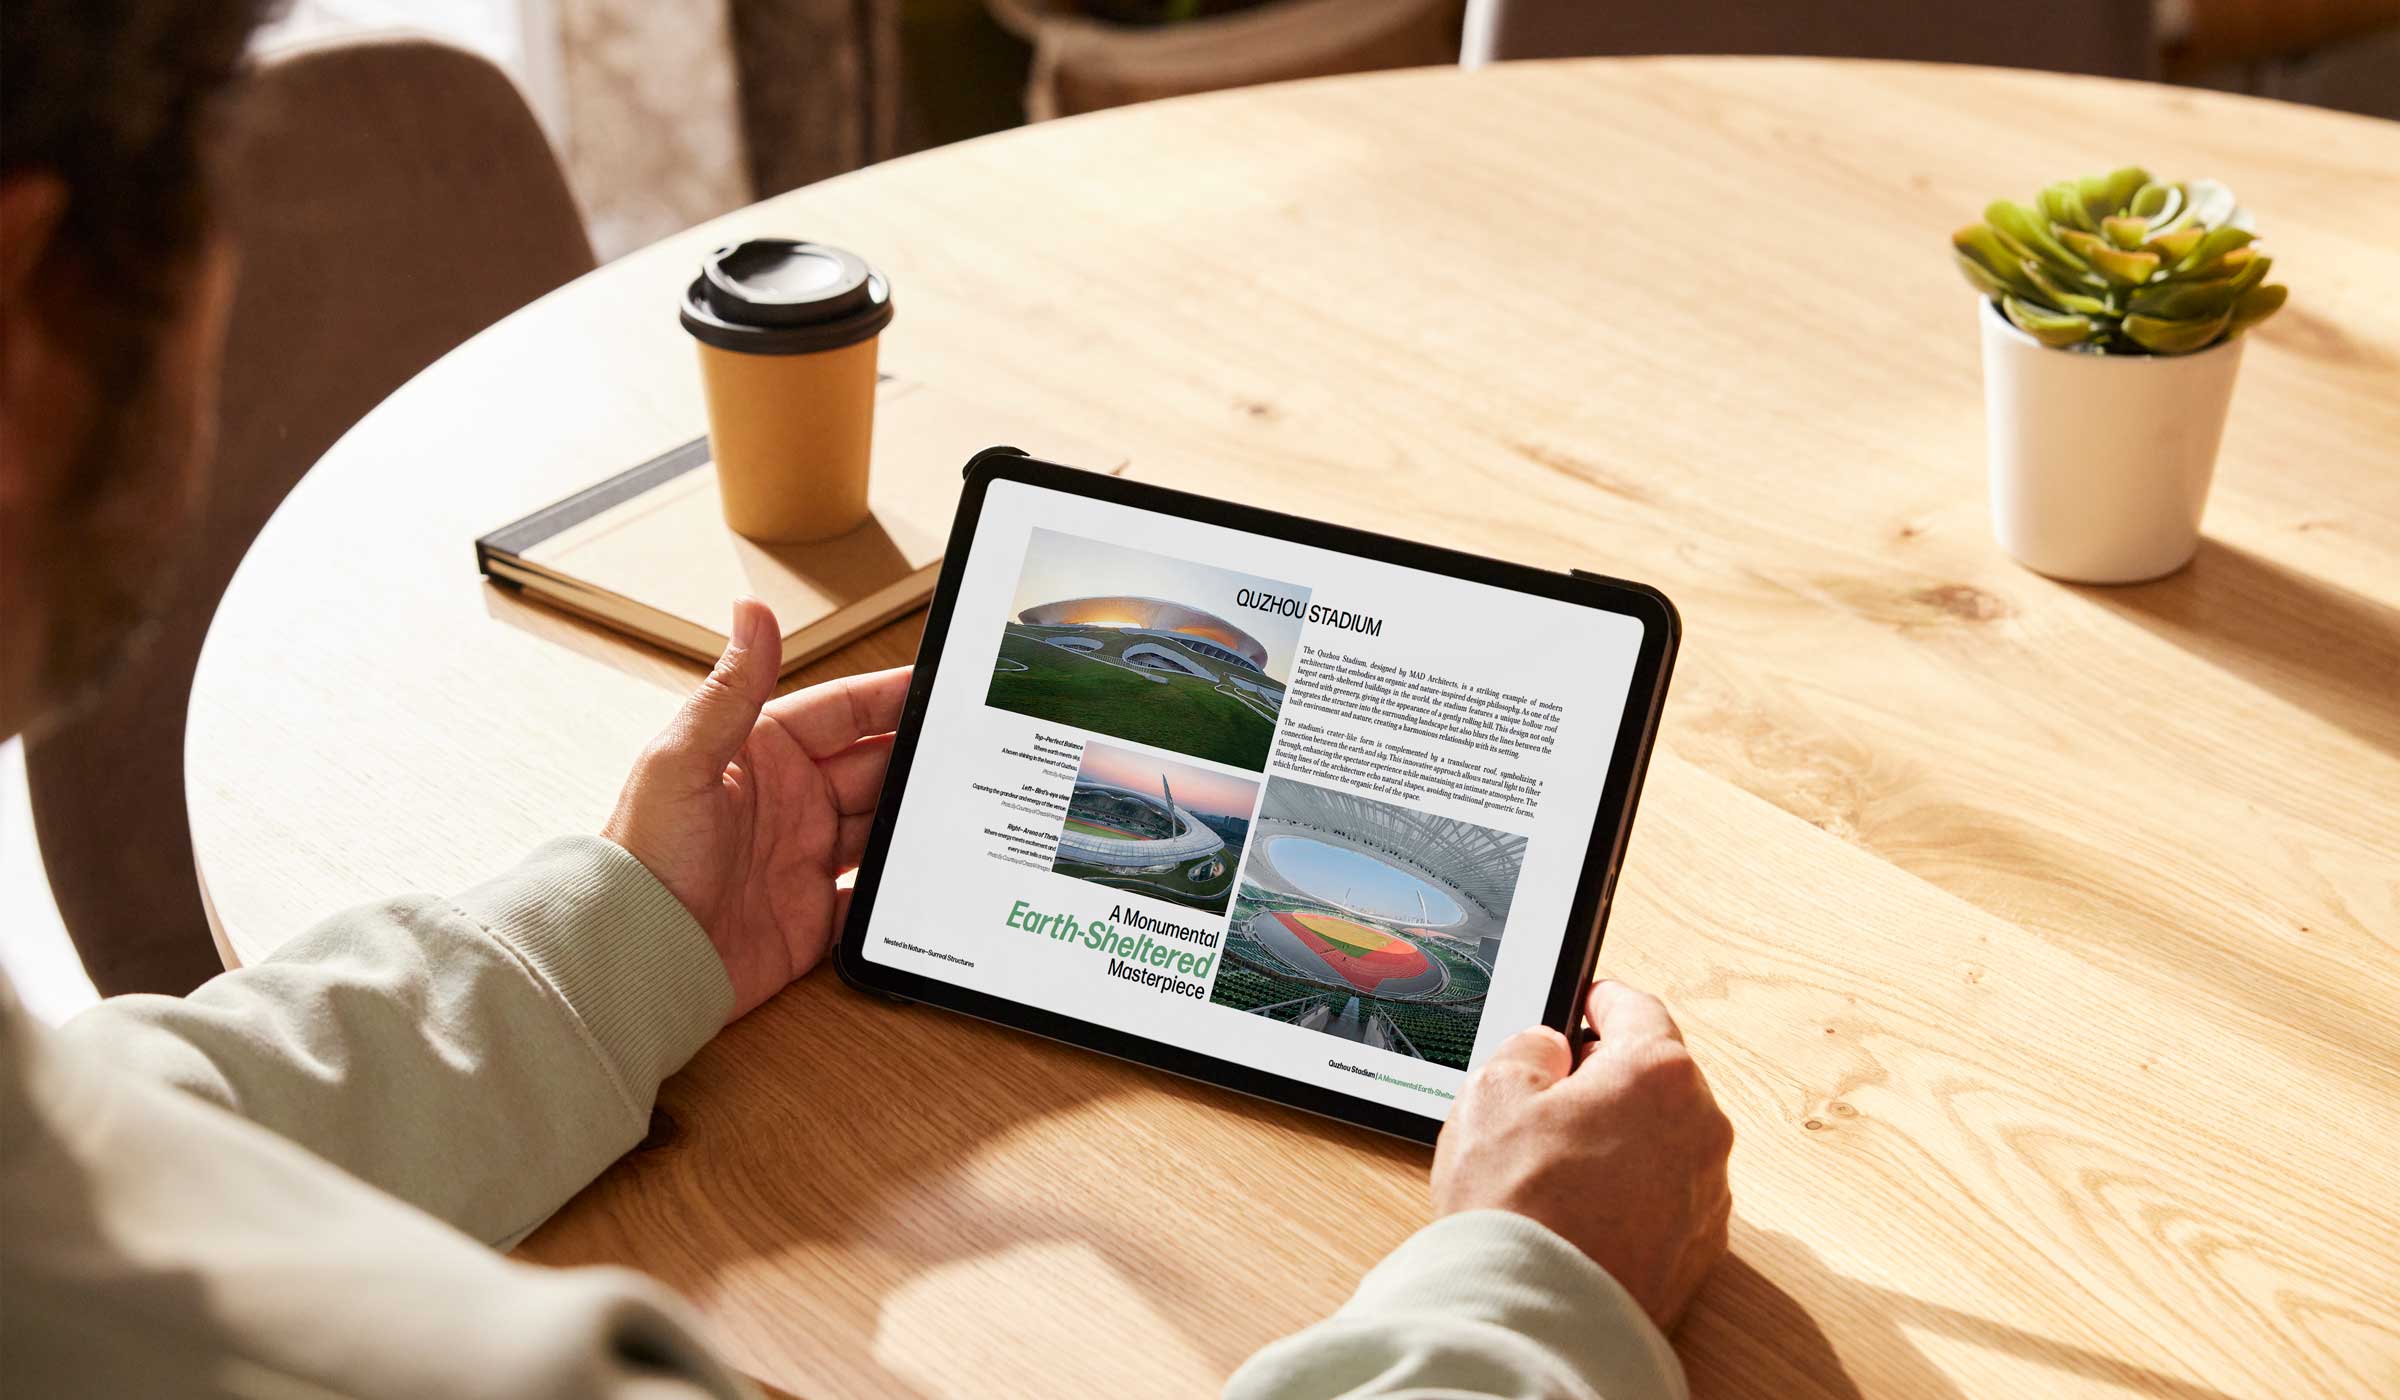 QUZHOU STADIUM
The Quzhou Stadium, designed by MAD Architects, is a striking example of modern
architecture that embodies an organic and nature-inspired design philosophy. As one of the
largest earth-sheltered buildings in the world, the stadium features a unique hollow roof
adorned with greenery, giving it the appearance of a gently rolling hill. This design not only
integrates the structure into the surrounding landscape but also blurs the lines between the
built environment and nature, creating a harmonious relationship with its setting.
The stadium's crater-like form is complemented by a translucent roof, symbolizing a
connection between the earth and sky. This innovative approach allows natural light to filter
through, enhancing the spectator experience while maintaining an intimate atmosphere. The
flowing lines of the architecture echo natural shapes, avoiding traditional geometric forms,
which further reinforce the organic feel of the space.
Top–Perfect Balance
Where earth meets sky
A haven shining in the heart of Quzhou.
Photo By
Left– Bird's-eye view
Capturing the grandeur and energy of the venue.
Photo By Courtesy of CreatarImages
Right– Arena of Thrills
Where energy meets excitement and
every seat tells a story.
Photo By Courtesy of CreatarImages
A Monumental
Earth-Sheltered
Masterpiece
Nested in Nature–Surreal Structures
Quzhou Stadium | A Monumental Earth-Shelter